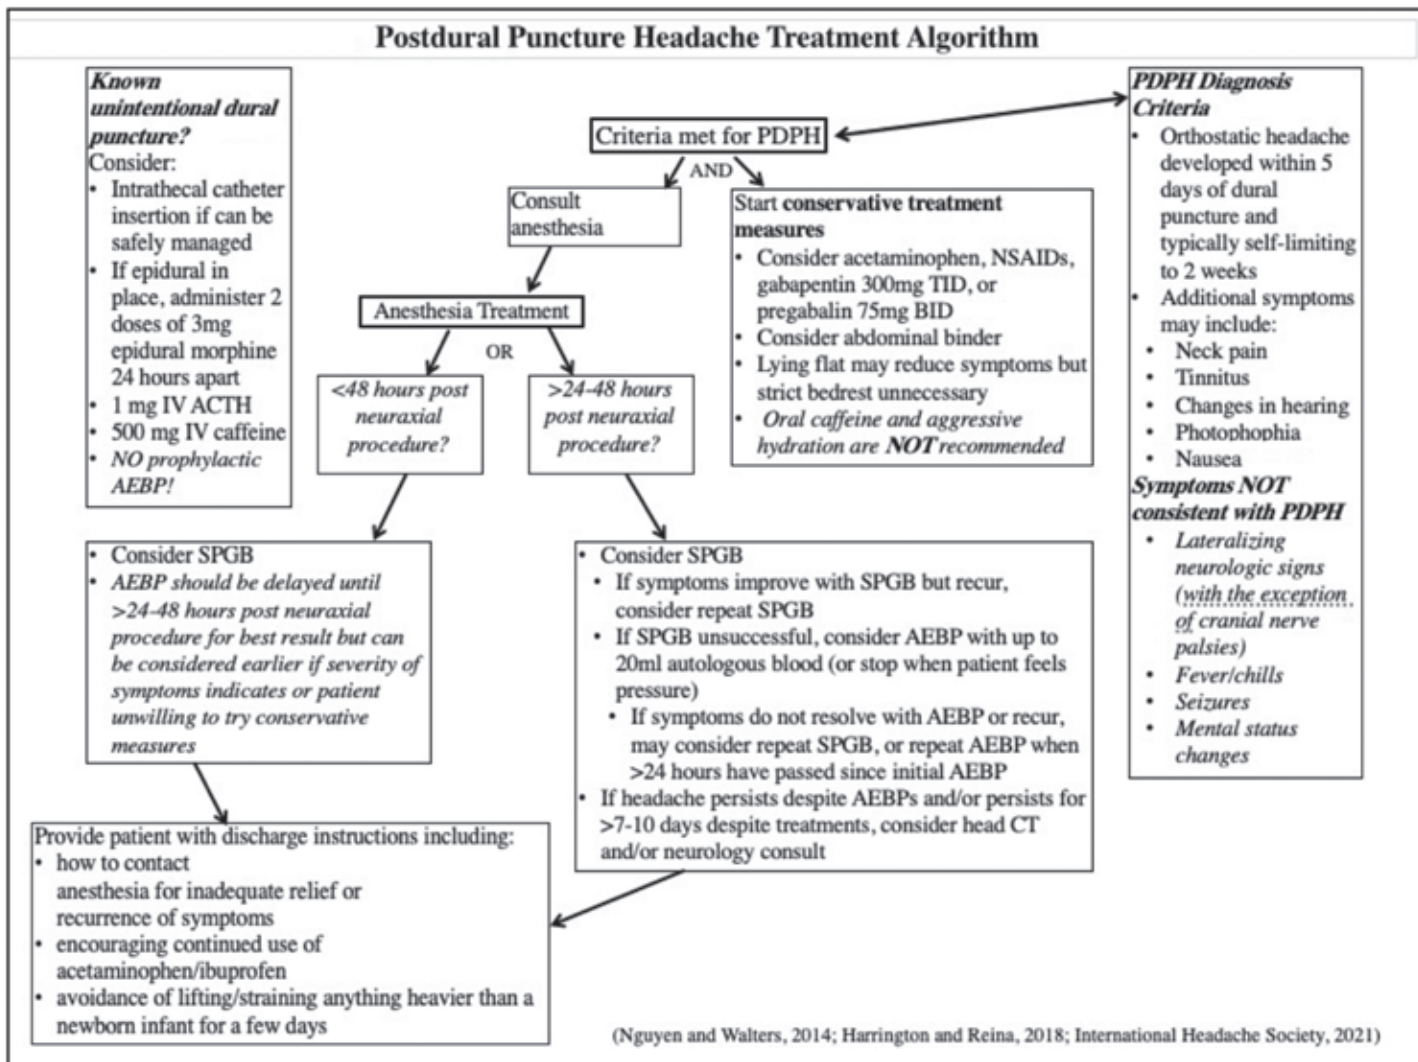 Postdural Puncture Headache Treatment Algorithm
Known
unintentional dural
puncture?
Consider:
• Intrathecal catheter
insertion if can be
safely managed
• If epidural in
place, administer 2
doses of 3mg
epidural morphine
24 hours apart
• 1 mg IV ACTH
• 500 mg IV caffeine
• NO prophylactic
AEBP!
Criteria met for PDPH
AND
Consult
anesthesia
Start conservative treatment
measures
• Consider acetaminophen, NSAIDs,
gabapentin 300mg TID, or
pregabalin 75mg BID
• Consider abdominal binder
• Lying flat may reduce symptoms but
strict bedrest unnecessary
• Oral caffeine and aggressive
hydration are NOT recommended
Anesthesia Treatment
OR
<48 hours post
neuraxial
procedure?
>24-48 hours
post neuraxial
procedure?
PDPH Diagnosis
Criteria
• Orthostatic headache
developed within 5
days of dural
puncture and
typically self-limiting
to 2 weeks
• Additional symptoms
may include:
• Neck pain
• Tinnitus
• Changes in hearing
• Photophophia
• Nausea
Symptoms NOT
consistent with PDPH
• Lateralizing
neurologic signs
(with the exception
of cranial nerve
palsies)
• Fever/chills
• Seizures
• Mental status
changes
• Consider SPGB
• AEBP should be delayed until
>24-48 hours post neuraxial
procedure for best result but can
be considered earlier if severity of
symptoms indicates or patient
unwilling to try conservative
measures
• Consider SPGB
• If symptoms improve with SPGB but recur,
consider repeat SPGB
• If SPGB unsuccessful, consider AEBP with up to
20ml autologous blood (or stop when patient feels
pressure)
• If symptoms do not resolve with AEBP or recur,
may consider repeat SPGB, or repeat AEBP when
>24 hours have passed since initial AEBP
• If headache persists despite AEBPs and/or persists for
>7-10 days despite treatments, consider head CT
and/or neurology consult
Provide patient with discharge instructions including:
• how to contact
anesthesia for inadequate relief or
recurrence of symptoms
• encouraging continued use of
acetaminophen/ibuprofen
• avoidance of lifting/straining anything heavier than a
newborn infant for a few days
(Nguyen and Walters, 2014; Harrington and Reina, 2018; International Headache Society, 2021)